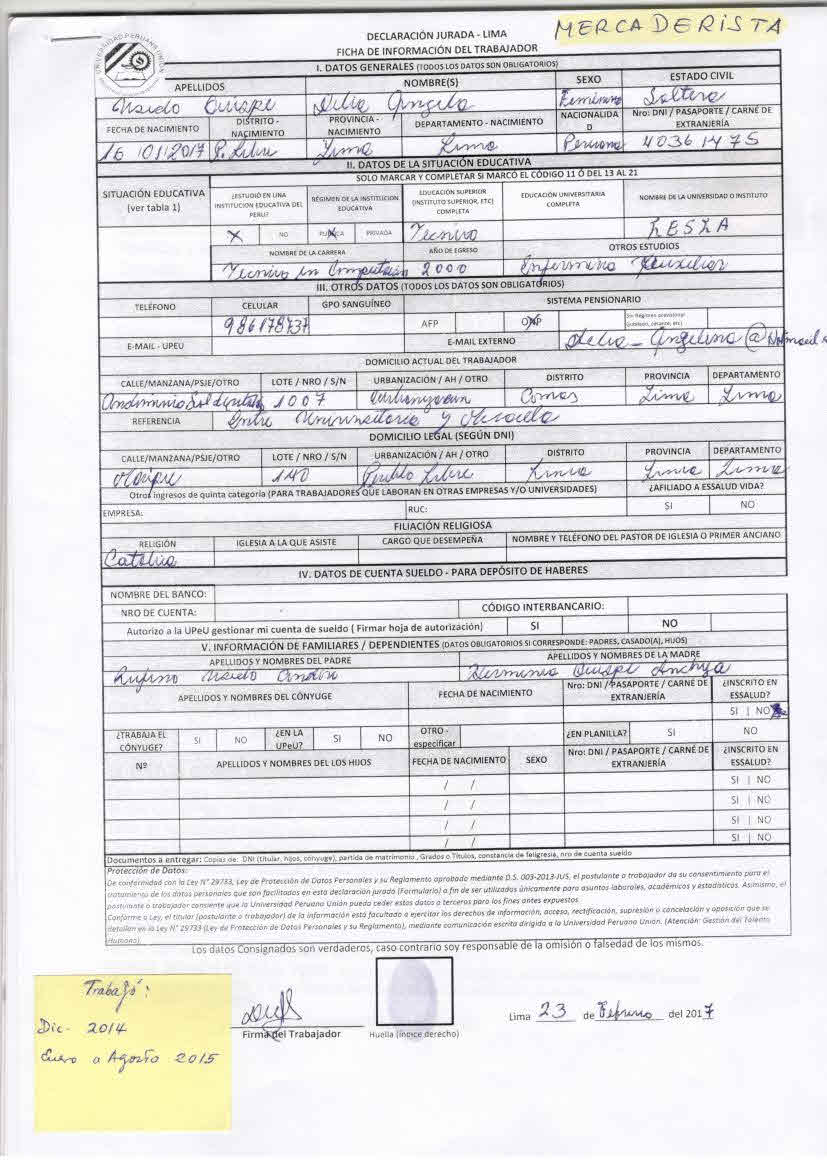 MERCADERISTA
UNIVERSIDAD PERUANA UNION
DECLARACIÓN JURADA - LIMA
FICHA DE INFORMACIÓN DEL TRABAJADOR
I. DATOS GENERALES (TODOS LOS DATOS SON OBLIGATORIOS)
APELLIDOS NOMBRE(S) SEXO ESTADO CIVIL
Quispe Delia Angela Femenino Soltera
FECHA DE NACIMIENTO DISTRITO - NACIMIENTO PROVINCIA - NACIMIENTO DEPARTAMENTO - NACIMIENTO NACIONALIDAD Nro: DNI / PASAPORTE / CARNÉ DE EXTRANJERÍA
16/01/2017 P. Libre Lima Lima Peruana 40361475
II. DATOS DE LA SITUACIÓN EDUCATIVA
SOLO MARCAR Y COMPLETAR SI MARCÓ EL CÓDIGO 11 Ó DEL 13 AL 21
SITUACIÓN EDUCATIVA (ver tabla 1) ¿ESTUDIÓ EN UNA INSTITUCION EDUCATIVA DEL PERU? RÉGIMEN DE LA INSTITUCION EDUCATIVA EDUCACIÓN SUPERIOR (INSTITUTO SUPERIOR, ETC) COMPLETA EDUCACIÓN UNIVERSITARIA COMPLETA NOMBRE DE LA UNIVERSIDAD O INSTITUTO
X NO PUBLICA PRIVADA Tecnico
NOMBRE DE LA CARRERA AÑO DE EGRESO OTROS ESTUDIOS
Tecnico en Computacion 2000 Enfermeria Auxiliar
III. OTROS DATOS (TODOS LOS DATOS SON OBLIGATORIOS)
TELÉFONO CELULAR GPO SANGUÍNEO SISTEMA PENSIONARIO
986178737 AFP ONP Sin Régimen previsional
E-MAIL - UPEU E-MAIL EXTERNO Delia_Angelina@Hotmail
DOMICILIO ACTUAL DEL TRABAJADOR
CALLE/MANZANA/PSJE/OTRO LOTE / NRO / S/N URBANIZACIÓN / AH / OTRO DISTRITO PROVINCIA DEPARTAMENTO
1007 Comas Lima Lima
REFERENCIA Entre Universitaria y
DOMICILIO LEGAL (SEGÚN DNI)
CALLE/MANZANA/PSJE/OTRO LOTE / NRO / S/N URBANIZACIÓN / AH / OTRO DISTRITO PROVINCIA DEPARTAMENTO
140 Pueblo Libre Lima Lima Lima
Otros ingresos de quinta categoria (PARA TRABAJADORES QUE LABORAN EN OTRAS EMPRESAS Y/O UNIVERSIDADES) ¿AFILIADO A ESSALUD VIDA?
EMPRESA: RUC: SI NO
FILIACIÓN RELIGIOSA
RELIGIÓN IGLESIA A LA QUE ASISTE CARGO QUE DESEMPEÑA NOMBRE Y TELÉFONO DEL PASTOR DE IGLESIA O PRIMER ANCIANO
Catolica
IV. DATOS DE CUENTA SUELDO - PARA DEPÓSITO DE HABERES
NOMBRE DEL BANCO:
NRO DE CUENTA: CÓDIGO INTERBANCARIO:
Autorizo a la UPeU gestionar mi cuenta de sueldo ( Firmar hoja de autorización) SI NO
V. INFORMACIÓN DE FAMILIARES / DEPENDIENTES (DATOS OBLIGATORIOS SI CORRESPONDE: PADRES, CASADO(A), HIJOS)
APELLIDOS Y NOMBRES DEL PADRE APELLIDOS Y NOMBRES DE LA MADRE
Rufino Herminia Quispe
APELLIDOS Y NOMBRES DEL CÓNYUGE FECHA DE NACIMIENTO Nro: DNI / PASAPORTE / CARNÉ DE EXTRANJERÍA ¿INSCRITO EN ESSALUD?
SI | NO
¿TRABAJA EL CÓNYUGE? SI NO ¿EN LA UPeU? SI NO OTRO - especificar ¿EN PLANILLA? SI NO
Nº APELLIDOS Y NOMBRES DEL LOS HIJOS FECHA DE NACIMIENTO SEXO Nro: DNI / PASAPORTE / CARNÉ DE EXTRANJERÍA ¿INSCRITO EN ESSALUD?
/ / SI | NO
/ / SI | NO
/ / SI | NO
/ / SI | NO
Documentos a entregar: Copias de: DNI (titular, hijos, cónyuge), partida de matrimonio , Grados o Títulos, constancia de feligresía, nro de cuenta sueldo
Protección de Datos:
De conformidad con la Ley N° 29733, Ley de Protección de Datos Personales y su Reglamento aprobado mediante D.S. 003-2013-JUS, el postulante o trabajador da su consentimiento para el
tratamiento de los datos personales que son facilitados en esta declaración jurada (Formulario) a fin de ser utilizados únicamente para asuntos laborales, académicos y estadísticos. Asimismo, el
postulante o trabajador consiente que la Universidad Peruana Unión pueda ceder estos datos a terceros para los fines antes expuestos
Conforme a Ley, el titular (postulante o trabajador) de la información está facultado a ejercitar los derechos de información, acceso, rectificación, supresión o cancelación y oposición que se
detallan en la Ley N° 29733 (Ley de Protección de Datos Personales y su Reglamento), mediante comunicación escrita dirigida a la Universidad Peruana Unión. (Atención: Gestión del Talento
Humano)
Los datos Consignados son verdaderos, caso contrario soy responsable de la omisión o falsedad de los mismos.
Trabajó:
Dic- 2014
Enero a Agosto 2015
Firma del Trabajador Huella (índice derecho)
Lima 23 de Febrero del 2017